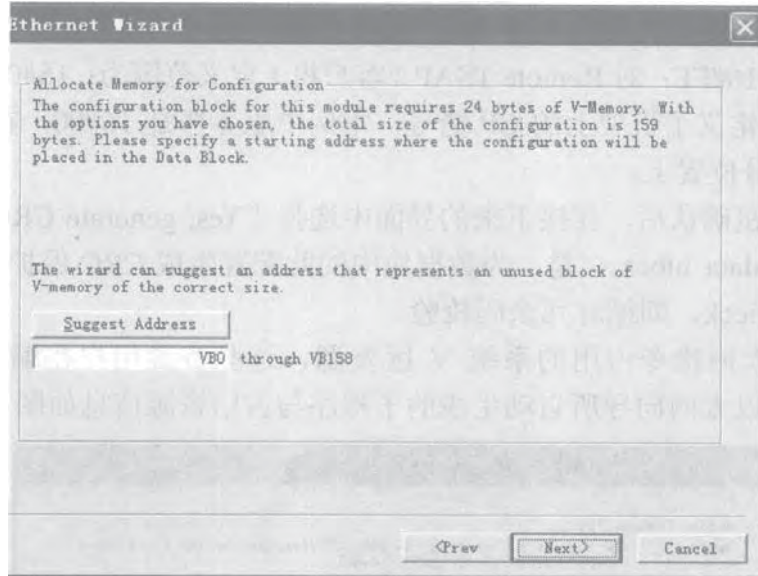 Ethernet Wizard
Allocate Memory for Configuration
The configuration block for this module requires 24 bytes of V-Memory. With
the options you have chosen, the total size of the configuration is 159
bytes. Please specify a starting address where the configuration will be
placed in the Data Block.
The wizard can suggest an address that represents an unused block of
V-memory of the correct size.
Suggest Address
VB0 through VB158
<Prev Next> Cancel